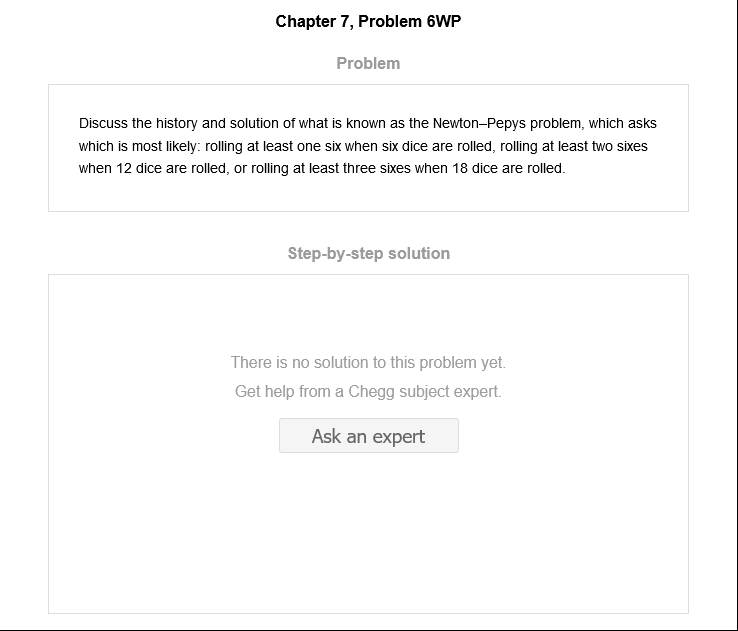 Chapter 7, Problem 6WP
Problem
Discuss the history and solution of what is known as the Newton–Pepys problem, which asks
which is most likely: rolling at least one six when six dice are rolled, rolling at least two sixes
when 12 dice are rolled, or rolling at least three sixes when 18 dice are rolled.
Step-by-step solution
There is no solution to this problem yet.
Get help from a Chegg subject expert.
Ask an expert